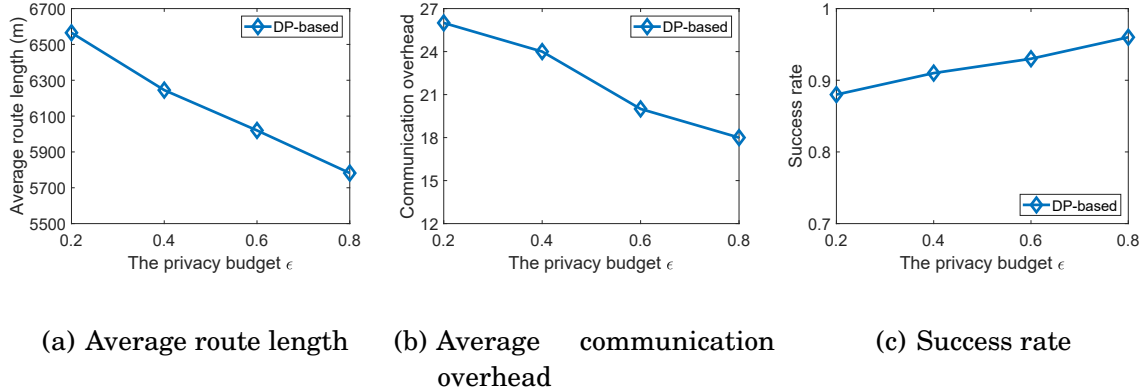 6700
6500
6300
6100
5900
5700
5500
Average route length (m)
DP-based
0.2 0.4 0.6 0.8
The privacy budget ϵ
(a) Average route length
27
24
21
18
15
12
Communication overhead
DP-based
0.2 0.4 0.6 0.8
The privacy budget ϵ
(b) Average communication
overhead
1
0.9
0.8
0.7
Success rate
DP-based
0.2 0.4 0.6 0.8
The privacy budget ϵ
(c) Success rate